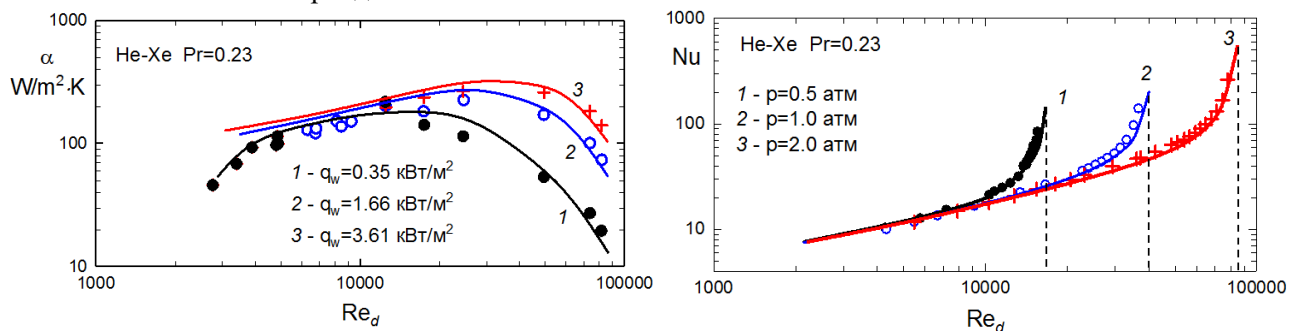 1000
α
W/m²·K
100
10
He-Xe Pr=0.23
3
2
1
1 - q_w=0.35 кВт/м²
2 - q_w=1.66 кВт/м²
3 - q_w=3.61 кВт/м²
1000
10000
100000
Re_d
1000
Nu
100
10
He-Xe Pr=0.23
1 - p=0.5 атм
2 - p=1.0 атм
3 - p=2.0 атм
1
2
3
1000
10000
100000
Re_d